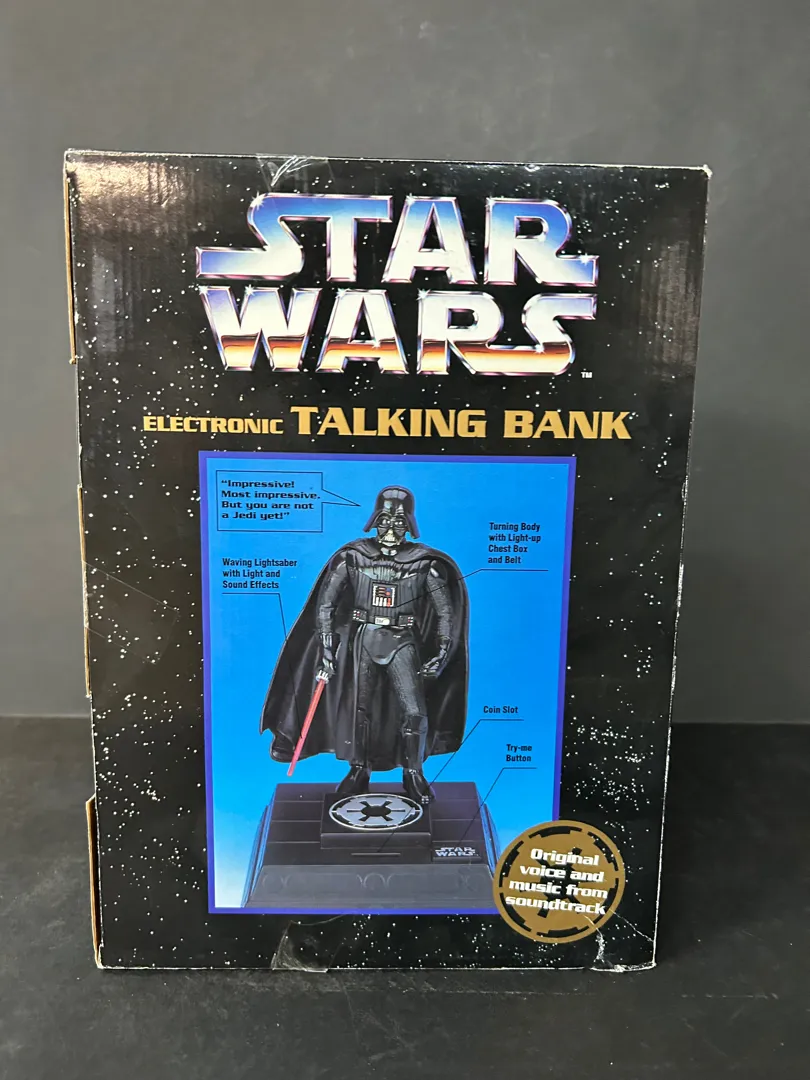 STAR
WARS
TM
ELECTRONIC TALKING BANK
“Impressive!
Most impressive.
But you are not
a Jedi yet!”
Turning Body
with Light-up
Chest Box
and Belt
Waving Lightsaber
with Light and
Sound Effects
Coin Slot
Try-me
Button
STAR
WARS
Original
voice and
music from
soundtrack